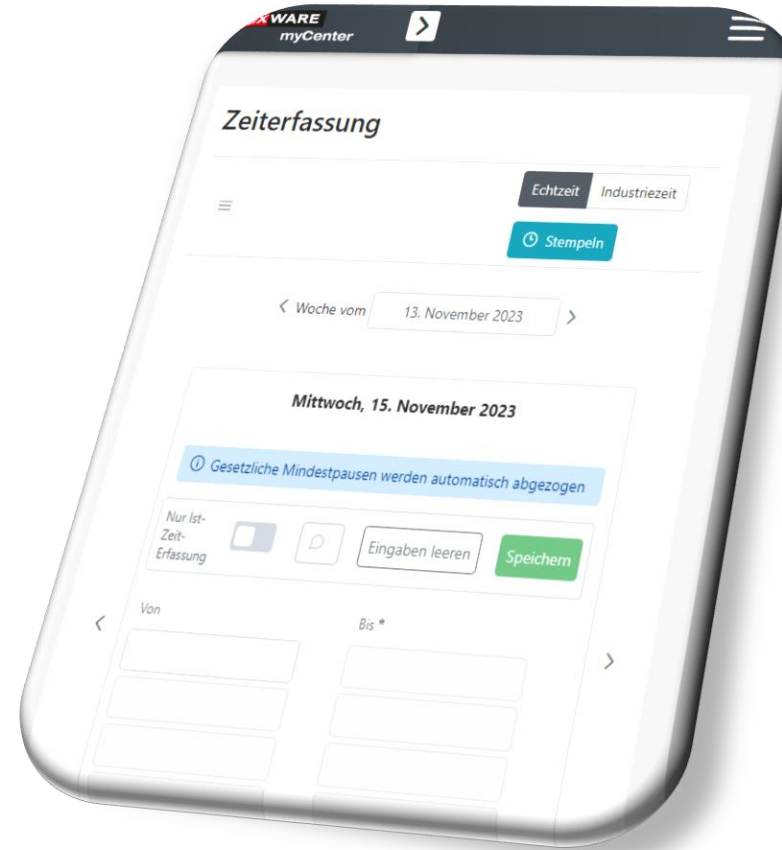 WARE
myCenter
Zeiterfassung
Echtzeit Industriezeit
Stempeln
Woche vom 13. November 2023
Mittwoch, 15. November 2023
Gesetzliche Mindestpausen werden automatisch abgezogen
Nur Ist-
Zeit-
Erfassung
Eingaben leeren Speichern
Von Bis *